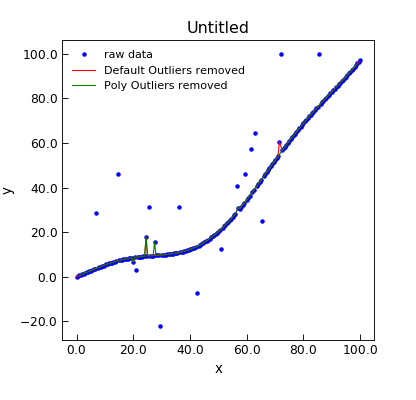 Untitled
raw data
Default Outliers removed
Poly Outliers removed
y
100.0
80.0
60.0
40.0
20.0
0.0
−20.0
0.0 20.0 40.0 60.0 80.0 100.0
x